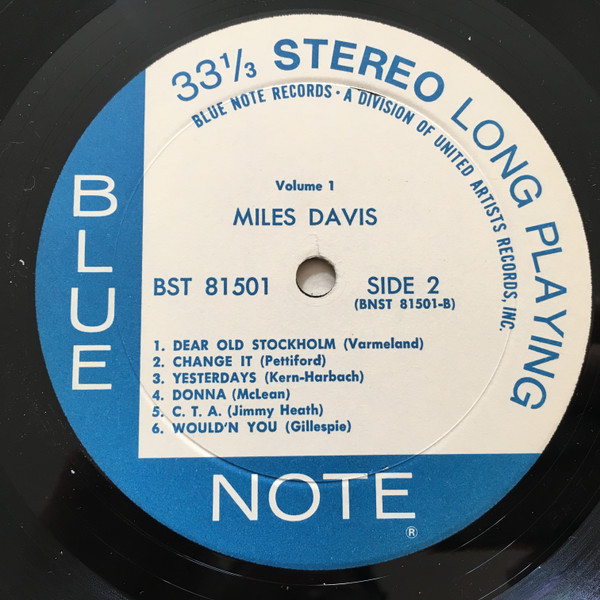 33⅓ STEREO LONG PLAYING
BLUE NOTE RECORDS • A DIVISION OF UNITED ARTISTS RECORDS, INC.
Volume 1
MILES DAVIS
BST 81501
SIDE 2
(BNST 81501-B)
1. DEAR OLD STOCKHOLM (Varmeland)
2. CHANGE IT (Pettiford)
3. YESTERDAYS (Kern-Harbach)
4. DONNA (McLean)
5. C. T. A. (Jimmy Heath)
6. WOULD'N YOU (Gillespie)
BLUE
NOTE
®